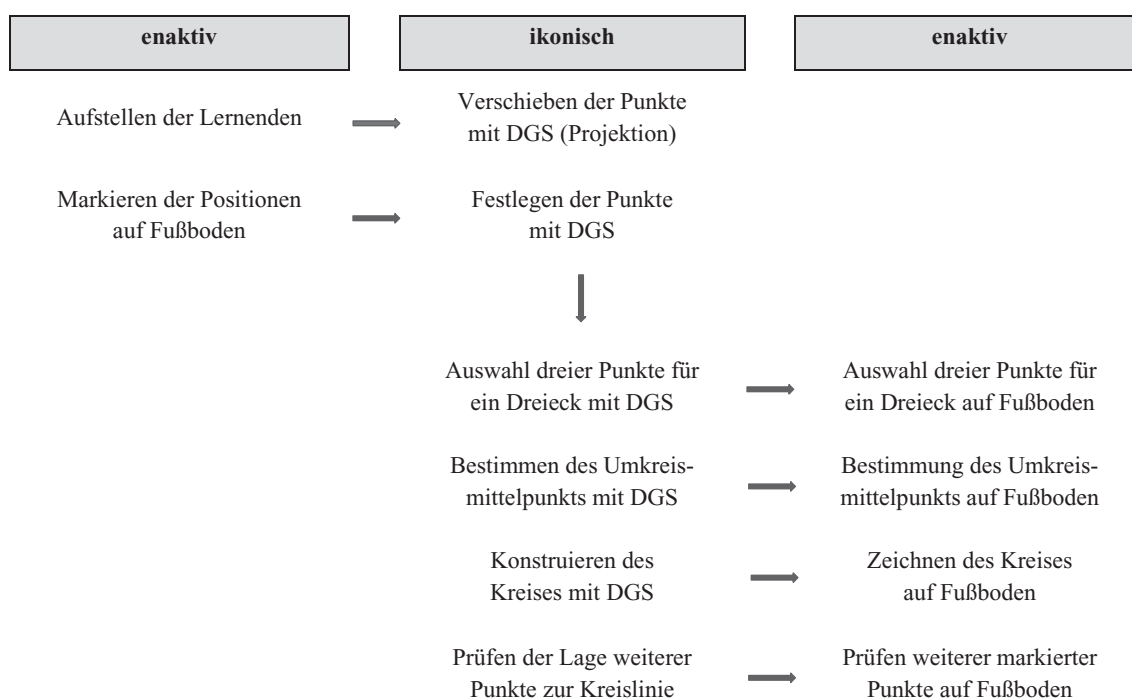 enaktiv
ikonisch
enaktiv
Aufstellen der Lernenden
Verschieben der Punkte
mit DGS (Projektion)
Markieren der Positionen
auf Fußboden
Festlegen der Punkte
mit DGS
Auswahl dreier Punkte für
ein Dreieck mit DGS
Auswahl dreier Punkte für
ein Dreieck auf Fußboden
Bestimmen des Umkreis-
mittelpunkts mit DGS
Bestimmung des Umkreis-
mittelpunkts auf Fußboden
Konstruieren des
Kreises mit DGS
Zeichnen des Kreises
auf Fußboden
Prüfen der Lage weiterer
Punkte zur Kreislinie
Prüfen weiterer markierter
Punkte auf Fußboden